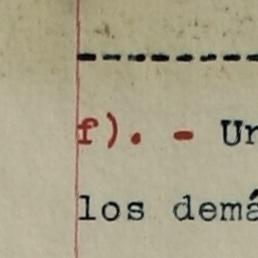 --------
f). - Un
los demá